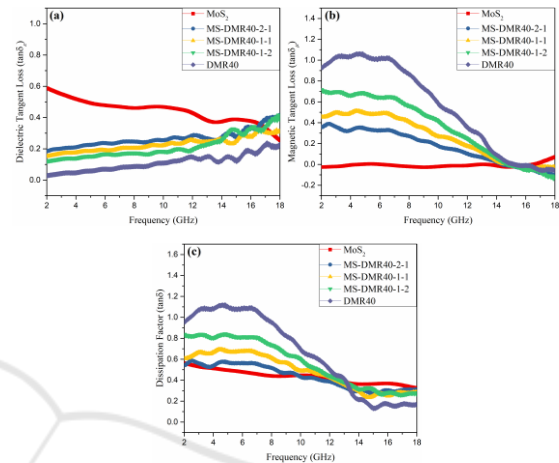 (a)
MoS2
MS-DMR40-2-1
MS-DMR40-1-1
MS-DMR40-1-2
DMR40
Dielectric Tangent Loss (tanδε)
1.0
0.8
0.6
0.4
0.2
0.0
2 4 6 8 10 12 14 16 18
Frequency (GHz)
(b)
MoS2
MS-DMR40-2-1
MS-DMR40-1-1
MS-DMR40-1-2
DMR40
Magnetic Tangent Loss (tanδμ)
1.4
1.2
1.0
0.8
0.6
0.4
0.2
0.0
-0.2
2 4 6 8 10 12 14 16 18
Frequency (GHz)
(c)
MoS2
MS-DMR40-2-1
MS-DMR40-1-1
MS-DMR40-1-2
DMR40
Dissipation Factor (tanδ)
1.6
1.4
1.2
1.0
0.8
0.6
0.4
0.2
0.0
2 4 6 8 10 12 14 16 18
Frequency (GHz)